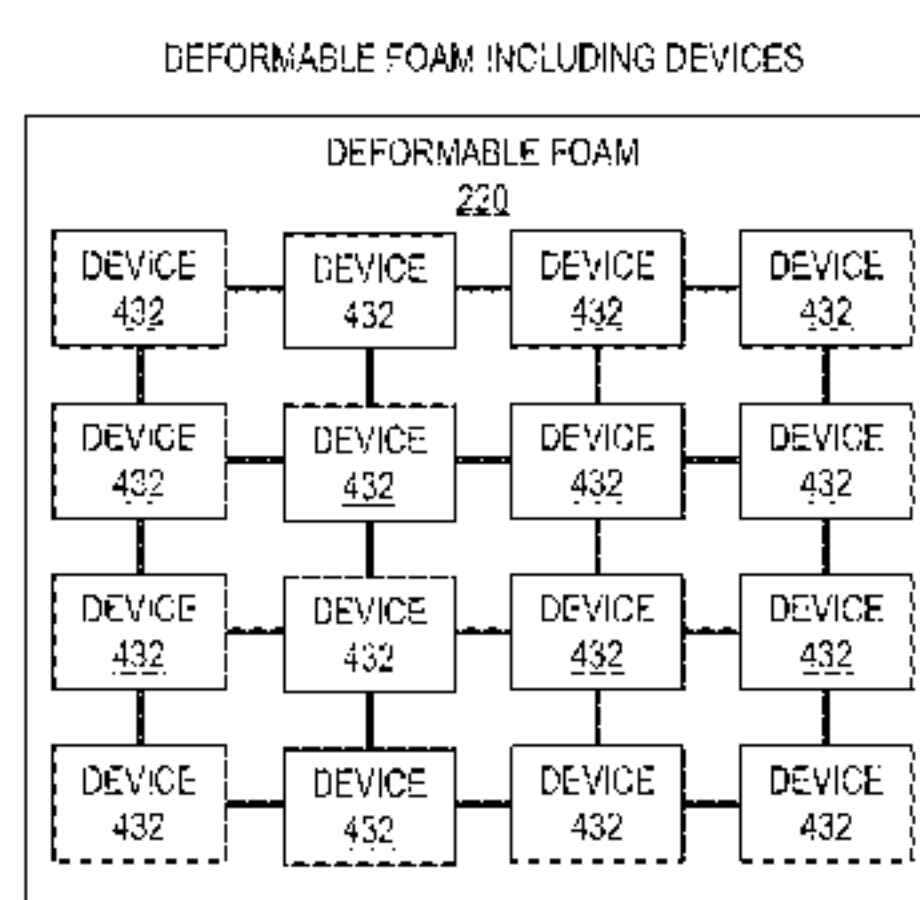 DEFORMABLE FOAM INCLUDING DEVICES
DEFORMABLE FOAM
220
DEVICE DEVICE DEVICE DEVICE
432 432 432 432
DEVICE DEVICE DEVICE DEVICE
432 432 432 432
DEVICE DEVICE DEVICE DEVICE
432 432 432 432
DEVICE DEVICE DEVICE DEVICE
432 432 432 432